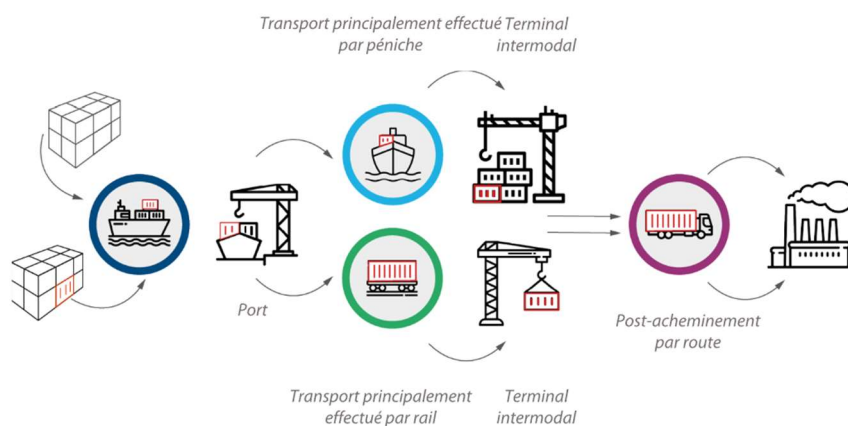 Transport principalement effectué
par péniche
Terminal
intermodal
Port
Post-acheminement
par route
Transport principalement
effectué par rail
Terminal
intermodal